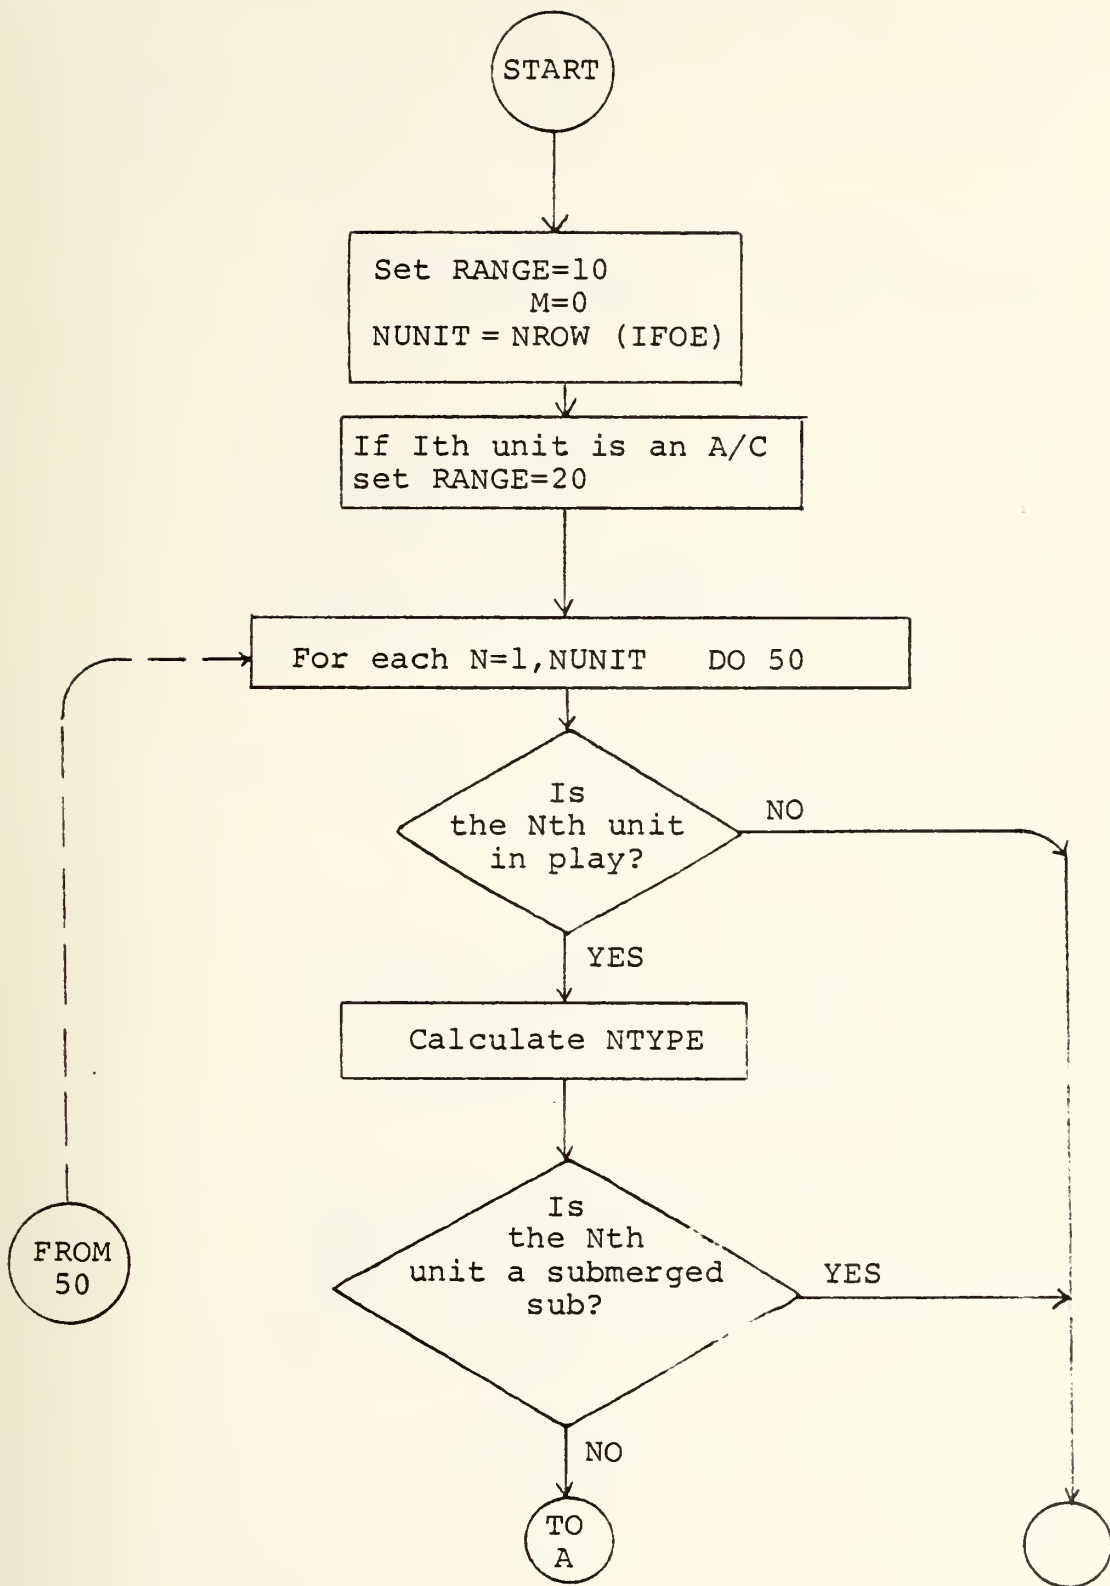 START
Set RANGE=10
M=0
NUNIT = NROW (IFOE)
If Ith unit is an A/C
set RANGE=20
For each N=1,NUNIT DO 50
Is
the Nth unit
in play?
NO
YES
Calculate NTYPE
Is
the Nth
unit a submerged
sub?
YES
FROM
50
NO
TO
A